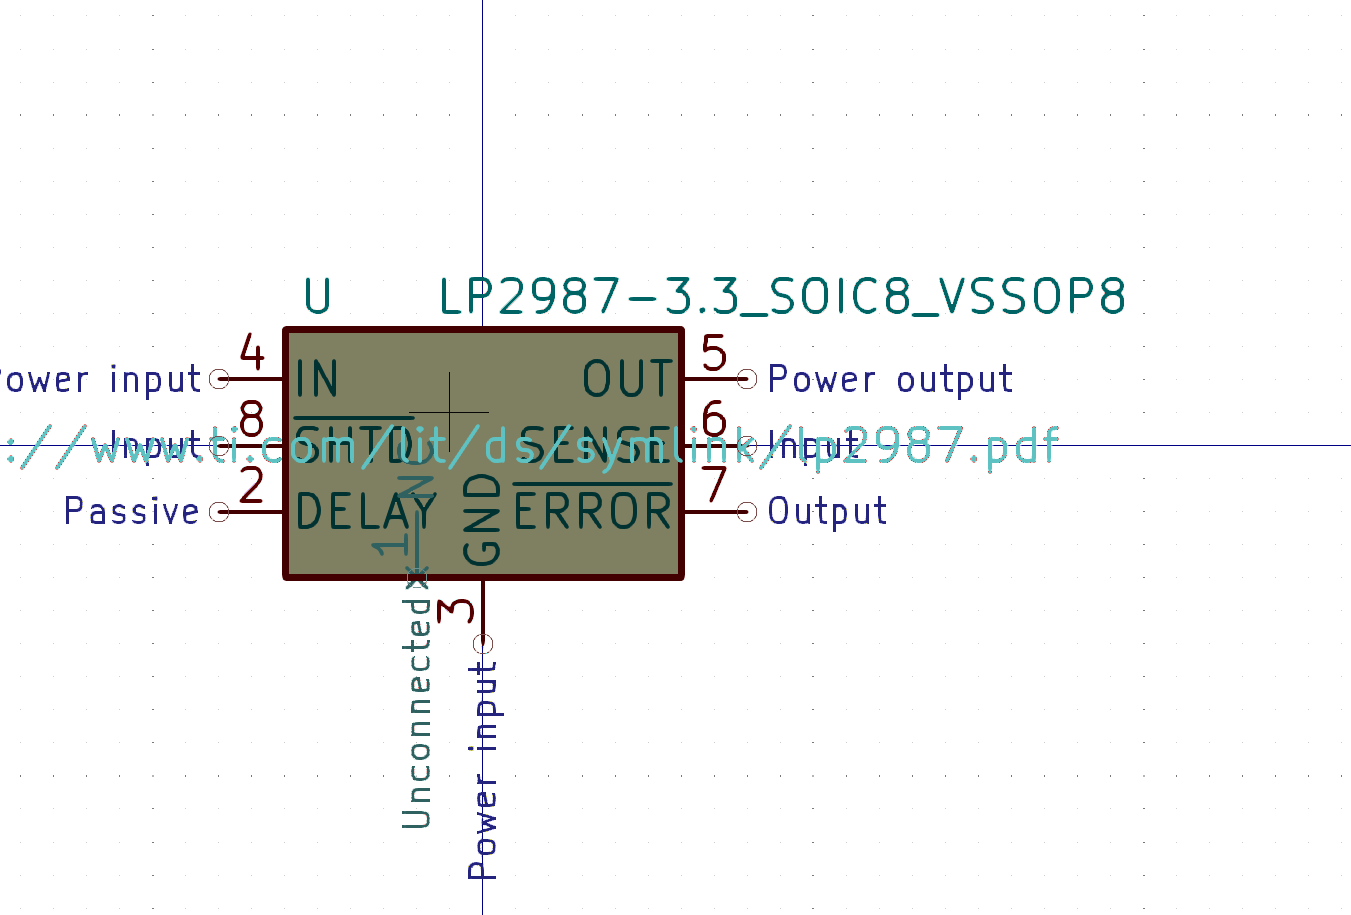 U LP2987-3.3_SOIC8_VSSOP8
4 5
Power input IN OUT Power output
8 6
Input SHTD SENSE Input
://www.ti.com/lit/ds/symlink/lp2987.pdf
2 7
Passive DELAY ERROR Output
NC
1
GND
3
Unconnected
Power input